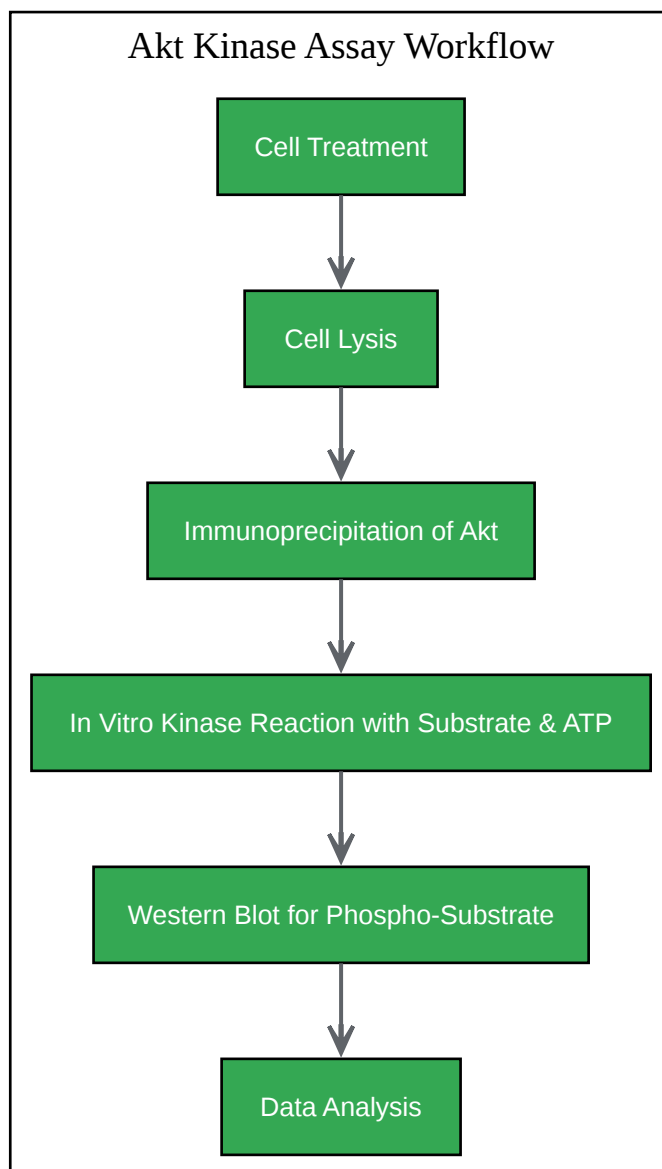 Akt Kinase Assay Workflow
Cell Treatment
Cell Lysis
Immunoprecipitation of Akt
In Vitro Kinase Reaction with Substrate & ATP
Western Blot for Phospho-Substrate
Data Analysis